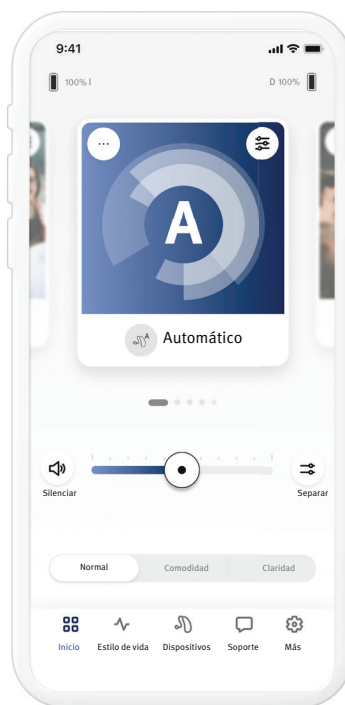 9:41
100% I
D 100%
...
A
A
Automático
Silenciar
Separar
Normal
Comodidad
Claridad
Inicio
Estilo de vida
Dispositivos
Soporte
Más